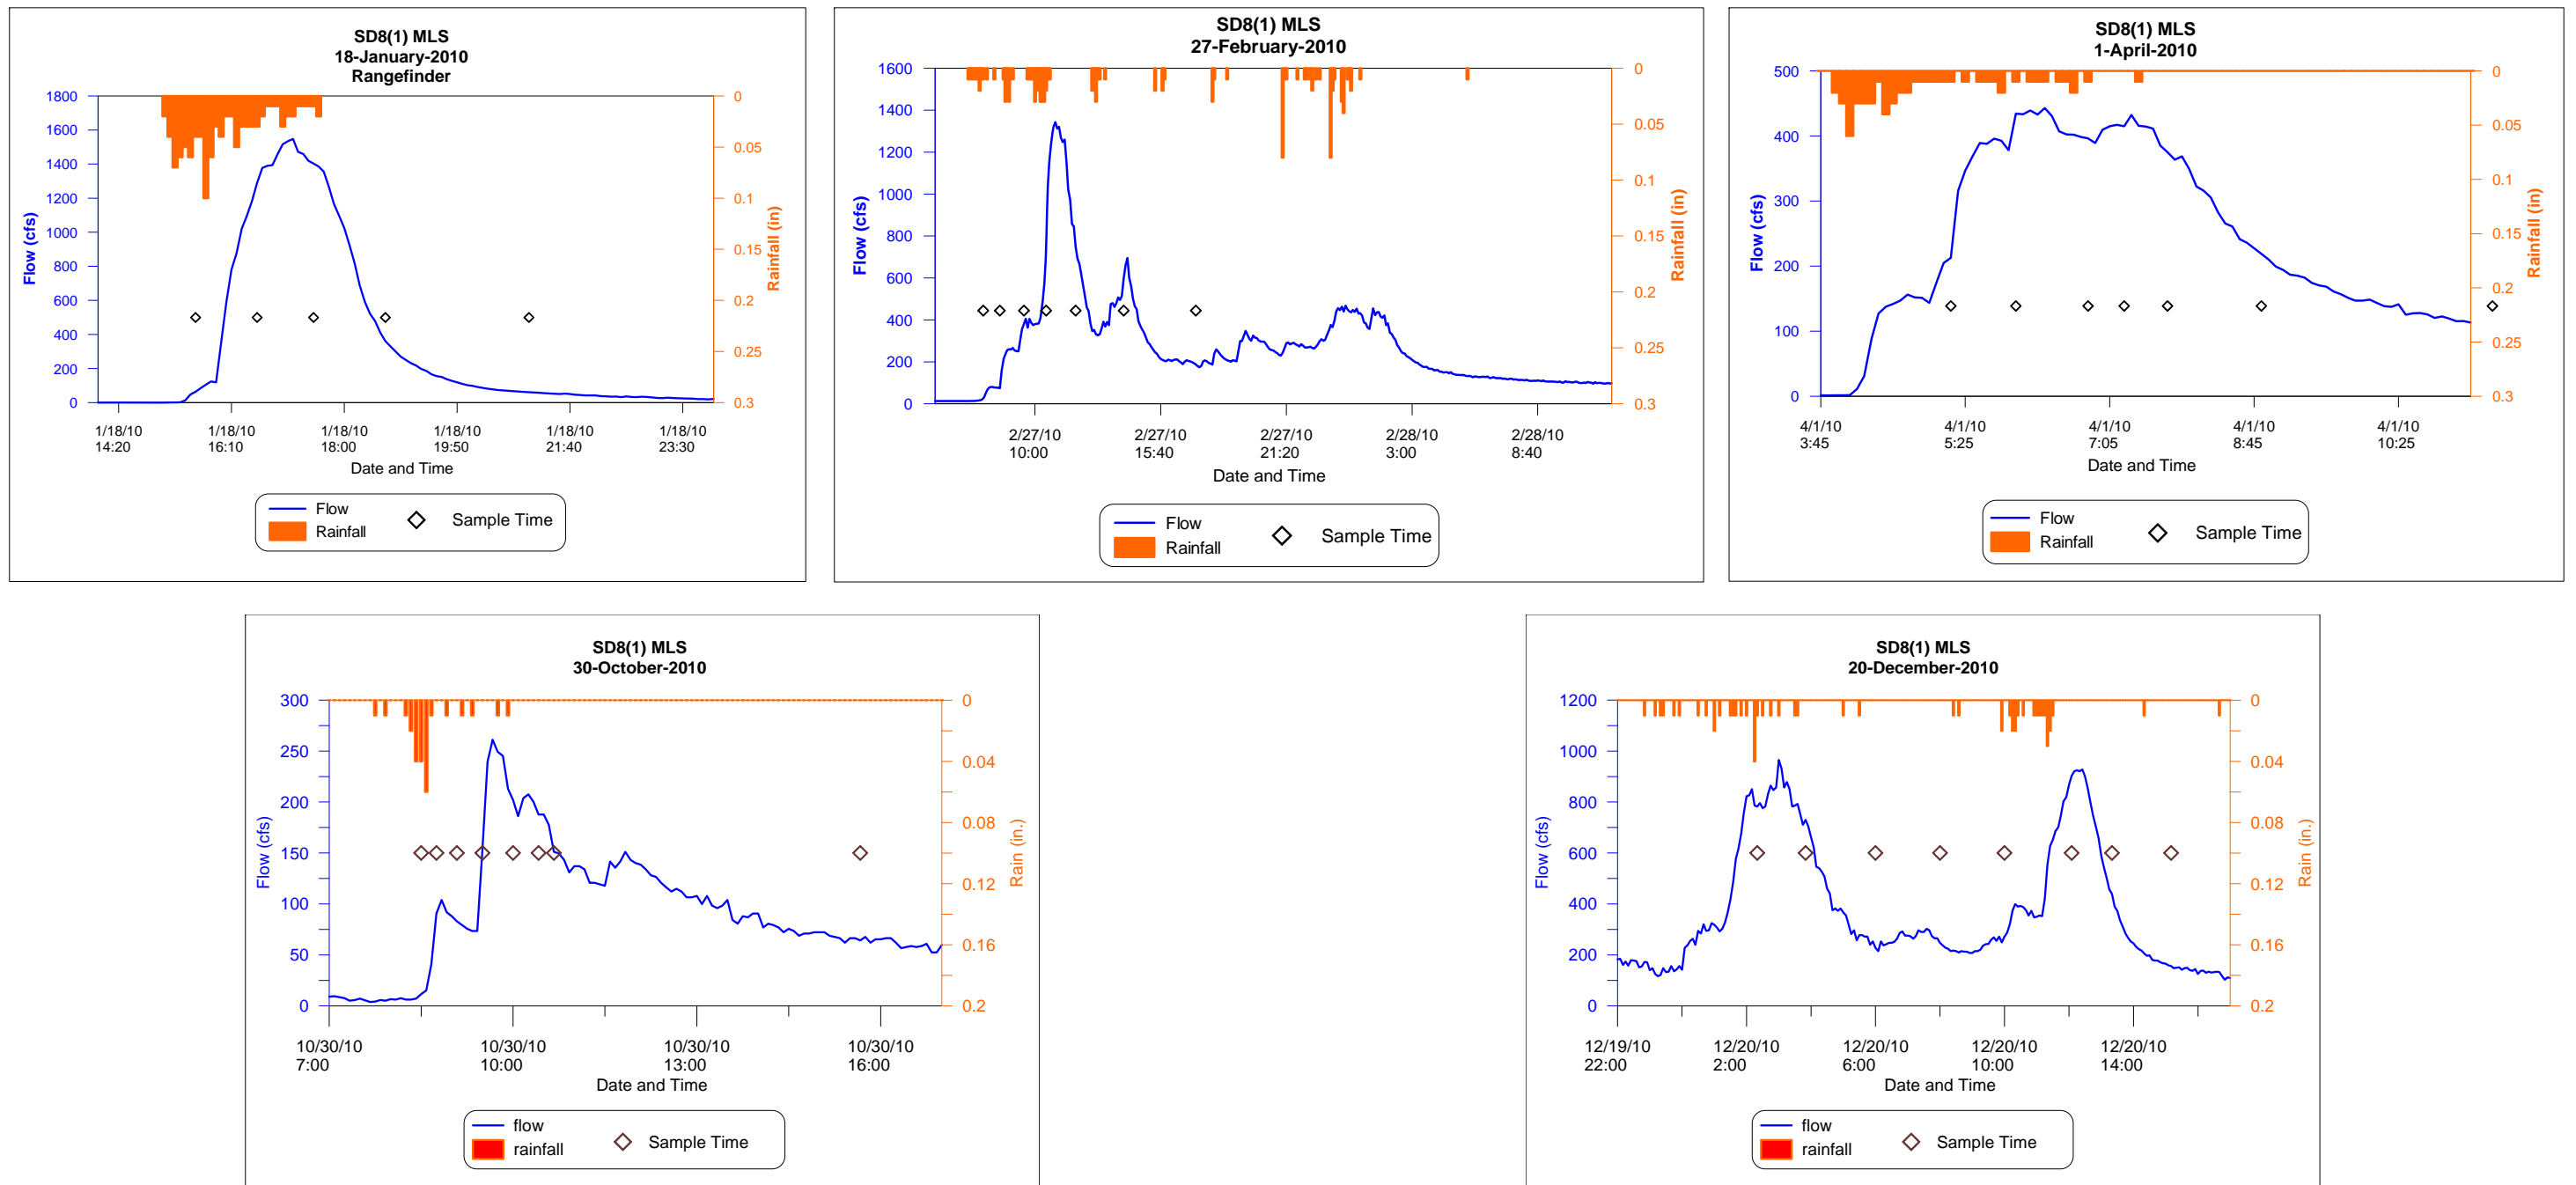 SD8(1) MLS
18-January-2010
Rangefinder
1800
1600
1400
1200
1000
800
600
400
200
0
Flow (cfs)
0
0.05
0.1
0.15
0.2
0.25
0.3
Rainfall (in)
1/18/10 1/18/10 1/18/10 1/18/10 1/18/10 1/18/10
14:20 16:10 18:00 19:50 21:40 23:30
Date and Time
Flow
Rainfall
Sample Time
SD8(1) MLS
27-February-2010
1600
1400
1200
1000
800
600
400
200
0
Flow (cfs)
0
0.05
0.1
0.15
0.2
0.25
0.3
Rainfall (in)
2/27/10 2/27/10 2/27/10 2/28/10 2/28/10
10:00 15:40 21:20 3:00 8:40
Date and Time
Flow
Rainfall
Sample Time
SD8(1) MLS
1-April-2010
500
400
300
200
100
0
Flow (cfs)
0
0.05
0.1
0.15
0.2
0.25
0.3
Rainfall (in)
4/1/10 4/1/10 4/1/10 4/1/10 4/1/10
3:45 5:25 7:05 8:45 10:25
Date and Time
Flow
Rainfall
Sample Time
SD8(1) MLS
30-October-2010
300
250
200
150
100
50
0
Flow (cfs)
0
0.04
0.08
0.12
0.16
0.2
Rain (in.)
10/30/10 10/30/10 10/30/10 10/30/10
7:00 10:00 13:00 16:00
Date and Time
flow
rainfall
Sample Time
SD8(1) MLS
20-December-2010
1200
1000
800
600
400
200
0
Flow (cfs)
0
0.04
0.08
0.12
0.16
0.2
Rain (in.)
12/19/10 12/20/10 12/20/10 12/20/10 12/20/10
22:00 2:00 6:00 10:00 14:00
Date and Time
flow
rainfall
Sample Time